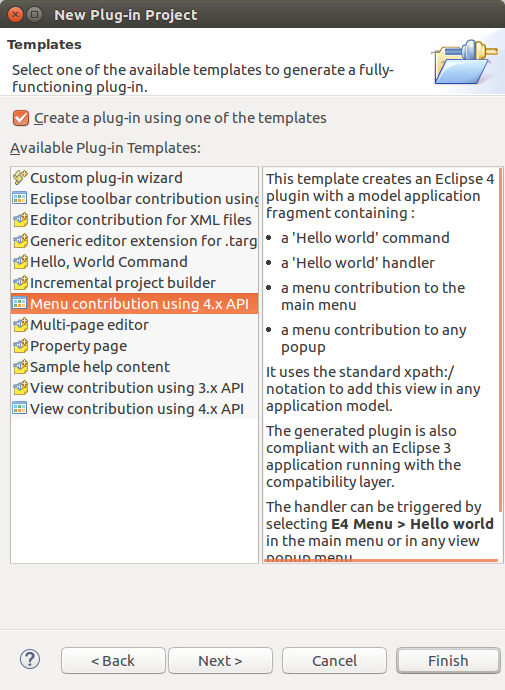 New Plug-in Project
Templates
Select one of the available templates to generate a fully-
functioning plug-in.
Create a plug-in using one of the templates
Available Plug-in Templates:
Custom plug-in wizard
Eclipse toolbar contribution using
Editor contribution for XML files
Generic editor extension for .targ
Hello, World Command
Incremental project builder
Menu contribution using 4.x API
Multi-page editor
Property page
Sample help content
View contribution using 3.x API
View contribution using 4.x API
This template creates an Eclipse 4
plugin with a model application
fragment containing :
• a 'Hello world' command
• a 'Hello world' handler
• a menu contribution to the
main menu
• a menu contribution to any
popup
It uses the standard xpath:/
notation to add this view in any
application model.
The generated plugin is also
compliant with an Eclipse 3
application running with the
compatibility layer.
The handler can be triggered by
selecting E4 Menu > Hello world
in the main menu or in any view
popup menu
?
< Back
Next >
Cancel
Finish